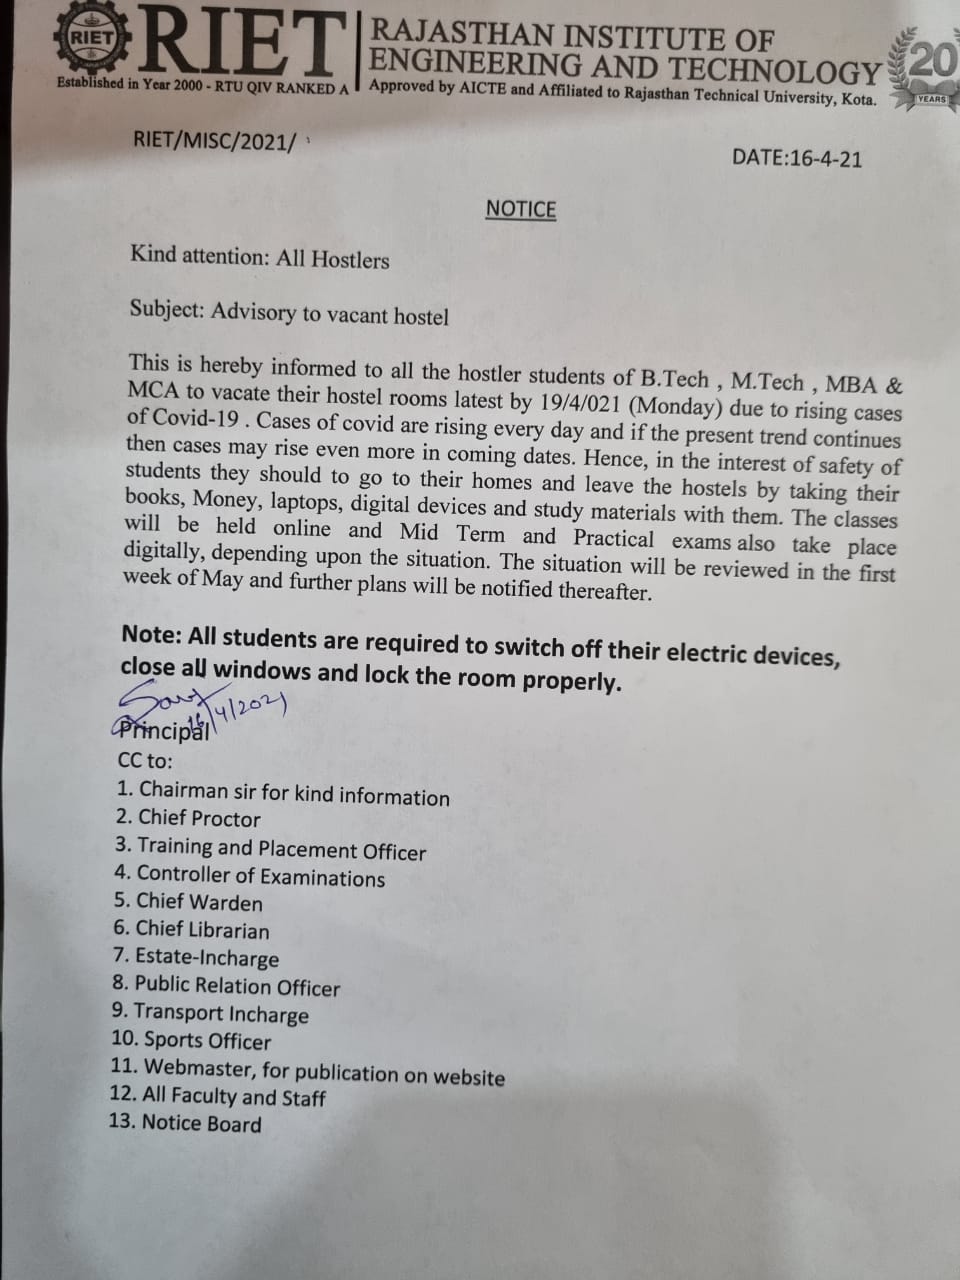 RIET
RIET
RAJASTHAN INSTITUTE OF
ENGINEERING AND TECHNOLOGY
Established in Year 2000 - RTU QIV RANKED A
Approved by AICTE and Affiliated to Rajasthan Technical University, Kota.
20
YEARS
RIET/MISC/2021/
DATE:16-4-21
NOTICE
Kind attention: All Hostlers
Subject: Advisory to vacant hostel
This is hereby informed to all the hostler students of B.Tech , M.Tech , MBA &
MCA to vacate their hostel rooms latest by 19/4/021 (Monday) due to rising cases
of Covid-19 . Cases of covid are rising every day and if the present trend continues
then cases may rise even more in coming dates. Hence, in the interest of safety of
students they should to go to their homes and leave the hostels by taking their
books, Money, laptops, digital devices and study materials with them. The classes
will be held online and Mid Term and Practical exams also take place
digitally, depending upon the situation. The situation will be reviewed in the first
week of May and further plans will be notified thereafter.
Note: All students are required to switch off their electric devices,
close all windows and lock the room properly.
16/4/2021
Principal
CC to:
1. Chairman sir for kind information
2. Chief Proctor
3. Training and Placement Officer
4. Controller of Examinations
5. Chief Warden
6. Chief Librarian
7. Estate-Incharge
8. Public Relation Officer
9. Transport Incharge
10. Sports Officer
11. Webmaster, for publication on website
12. All Faculty and Staff
13. Notice Board